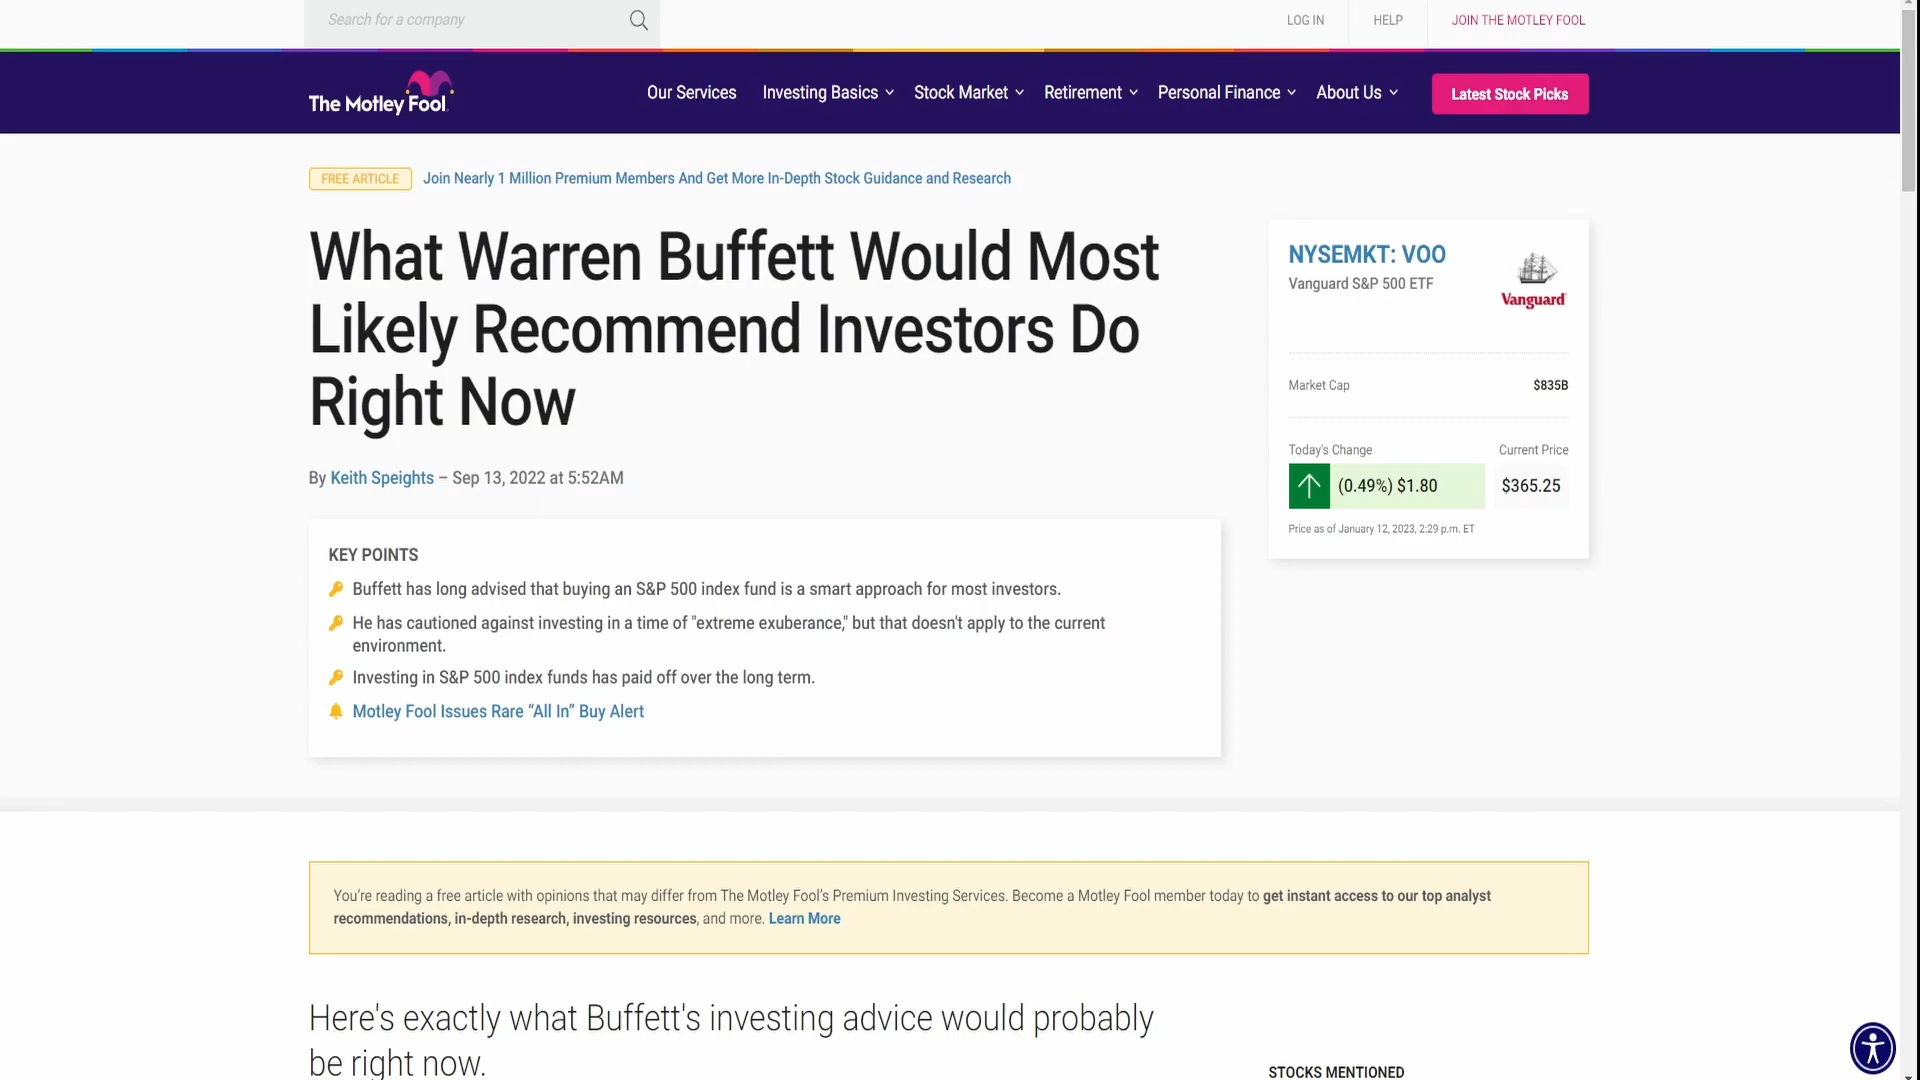 Search for a company
LOG IN
HELP
JOIN THE MOTLEY FOOL
The Motley Fool
Our Services
Investing Basics
Stock Market
Retirement
Personal Finance
About Us
Latest Stock Picks
FREE ARTICLE
Join Nearly 1 Million Premium Members And Get More In-Depth Stock Guidance and Research
What Warren Buffett Would Most
Likely Recommend Investors Do
Right Now
By Keith Speights – Sep 13, 2022 at 5:52AM
NYSEMKT: VOO
Vanguard S&P 500 ETF
Vanguard
Market Cap
$835B
Today's Change
Current Price
(0.49%) $1.80
$365.25
Price as of January 12, 2023, 2:29 p.m. ET
KEY POINTS
Buffett has long advised that buying an S&P 500 index fund is a smart approach for most investors.
He has cautioned against investing in a time of "extreme exuberance," but that doesn't apply to the current
environment.
Investing in S&P 500 index funds has paid off over the long term.
Motley Fool Issues Rare “All In” Buy Alert
You’re reading a free article with opinions that may differ from The Motley Fool’s Premium Investing Services. Become a Motley Fool member today to get instant access to our top analyst
recommendations, in-depth research, investing resources, and more. Learn More
Here's exactly what Buffett's investing advice would probably
be right now.
STOCKS MENTIONED